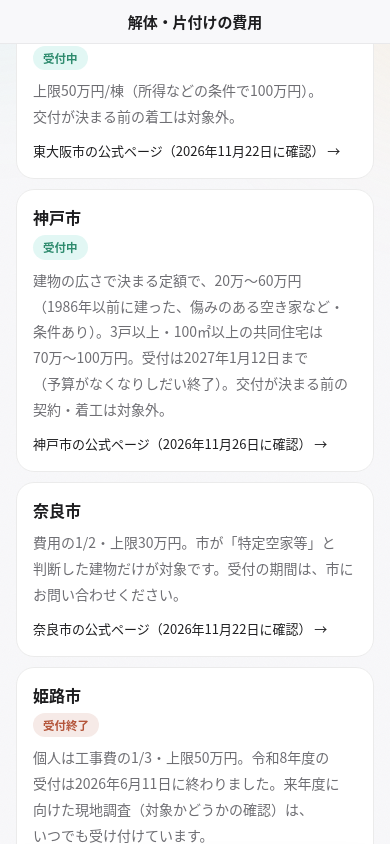 解体・片付けの費用
受付中
上限50万円/棟（所得などの条件で100万円）。
交付が決まる前の着工は対象外。
東大阪市の公式ページ（2026年11月22日に確認） →
神戸市
受付中
建物の広さで決まる定額で、20万〜60万円
（1986年以前に建った、傷みのある空き家など・
条件あり）。3戸以上・100㎡以上の共同住宅は
70万〜100万円。受付は2027年1月12日まで
（予算がなくなりしだい終了）。交付が決まる前の
契約・着工は対象外。
神戸市の公式ページ（2026年11月26日に確認） →
奈良市
費用の1/2・上限30万円。市が「特定空家等」と
判断した建物だけが対象です。受付の期間は、市に
お問い合わせください。
奈良市の公式ページ（2026年11月22日に確認） →
姫路市
受付終了
個人は工事費の1/3・上限50万円。令和8年度の
受付は2026年6月11日に終わりました。来年度に
向けた現地調査（対象かどうかの確認）は、
いつでも受け付けています。